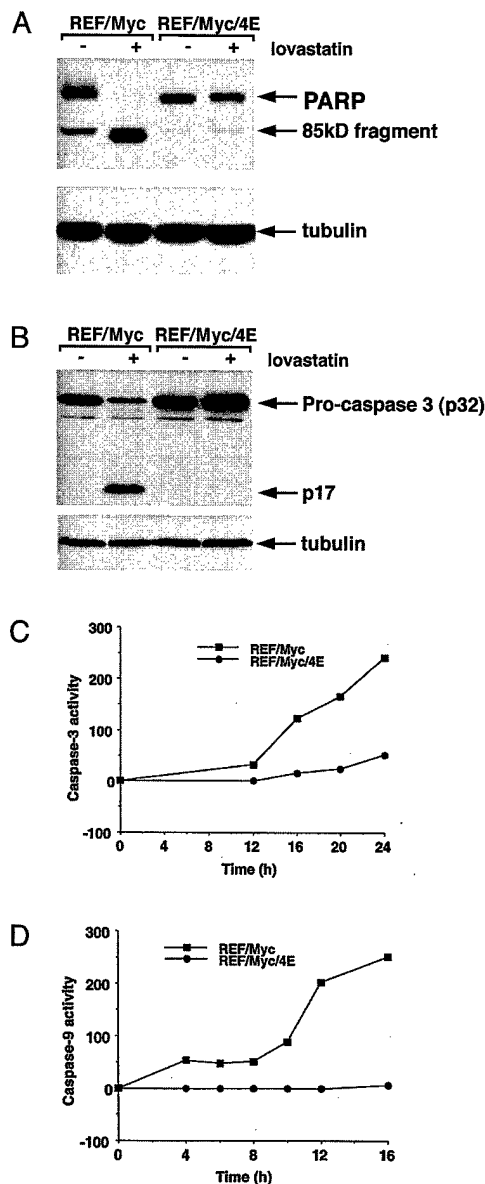 A
REF/Myc REF/Myc/4E
- + - + lovastatin
PARP
85kD fragment
tubulin
B
REF/Myc REF/Myc/4E
- + - + lovastatin
Pro-caspase 3 (p32)
p17
tubulin
C
300
200
100
0
-100
Caspase-3 activity
REF/Myc
REF/Myc/4E
0 4 8 12 16 20 24
Time (h)
D
300
200
100
0
-100
Caspase-9 activity
REF/Myc
REF/Myc/4E
0 4 8 12 16
Time (h)